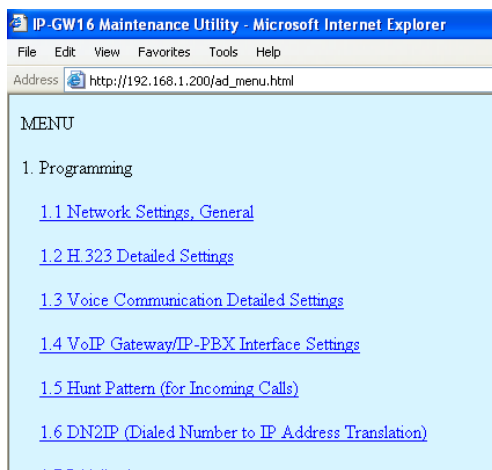 IP-GW16 Maintenance Utility - Microsoft Internet Explorer
File Edit View Favorites Tools Help
Address http://192.168.1.200/ad_menu.html
MENU
1. Programming
1.1 Network Settings, General
1.2 H.323 Detailed Settings
1.3 Voice Communication Detailed Settings
1.4 VoIP Gateway/IP-PBX Interface Settings
1.5 Hunt Pattern (for Incoming Calls)
1.6 DN2IP (Dialed Number to IP Address Translation)